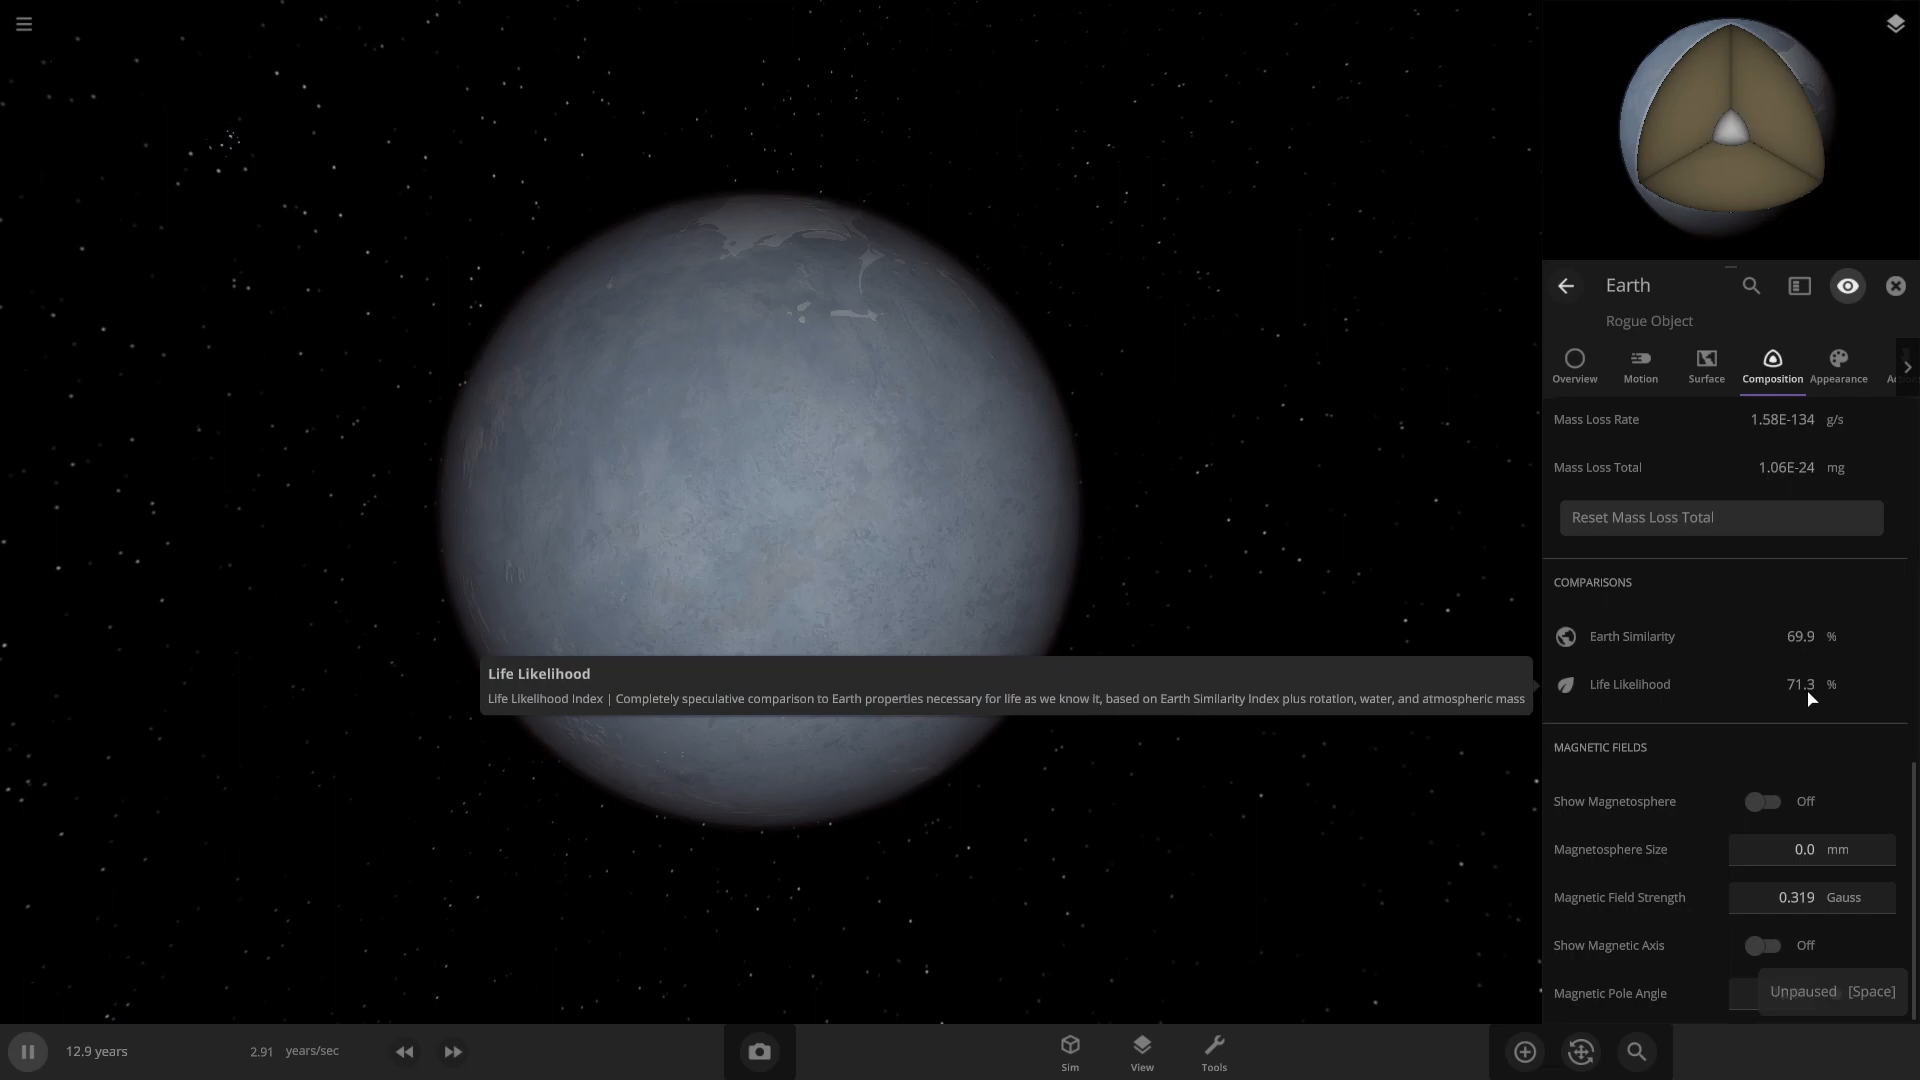 Earth
Rogue Object
Overview
Motion
Surface
Composition
Appearance
Mass Loss Rate 1.58E-134 g/s
Mass Loss Total 1.06E-24 mg
Reset Mass Loss Total
COMPARISONS
Earth Similarity 69.9 %
Life Likelihood 71.3 %
Life Likelihood
Life Likelihood Index | Completely speculative comparison to Earth properties necessary for life as we know it, based on Earth Similarity Index plus rotation, water, and atmospheric mass
MAGNETIC FIELDS
Show Magnetosphere Off
Magnetosphere Size 0.0 mm
Magnetic Field Strength 0.319 Gauss
Show Magnetic Axis Off
Magnetic Pole Angle
Unpaused [Space]
12.9 years
2.91 years/sec
Sim
View
Tools